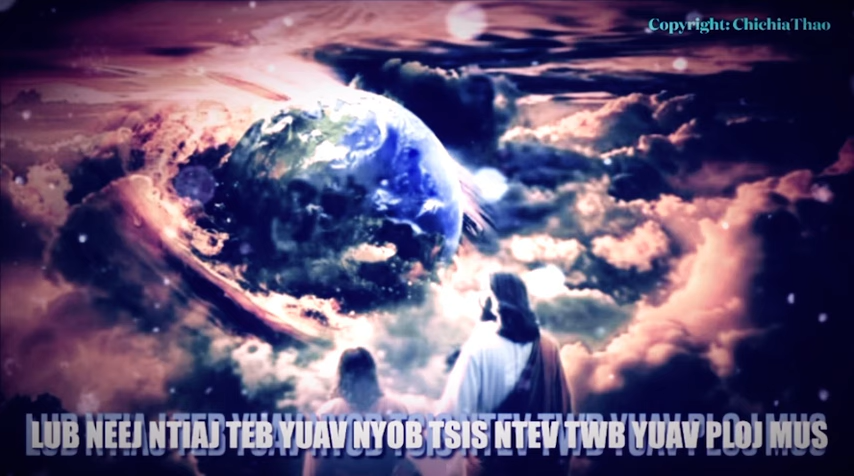 Copyright: ChichiaThao
LUB NEEJ NTIAJ TEB YUAV NYOB TSIS NTEV TWB YUAV PLOJ MUS